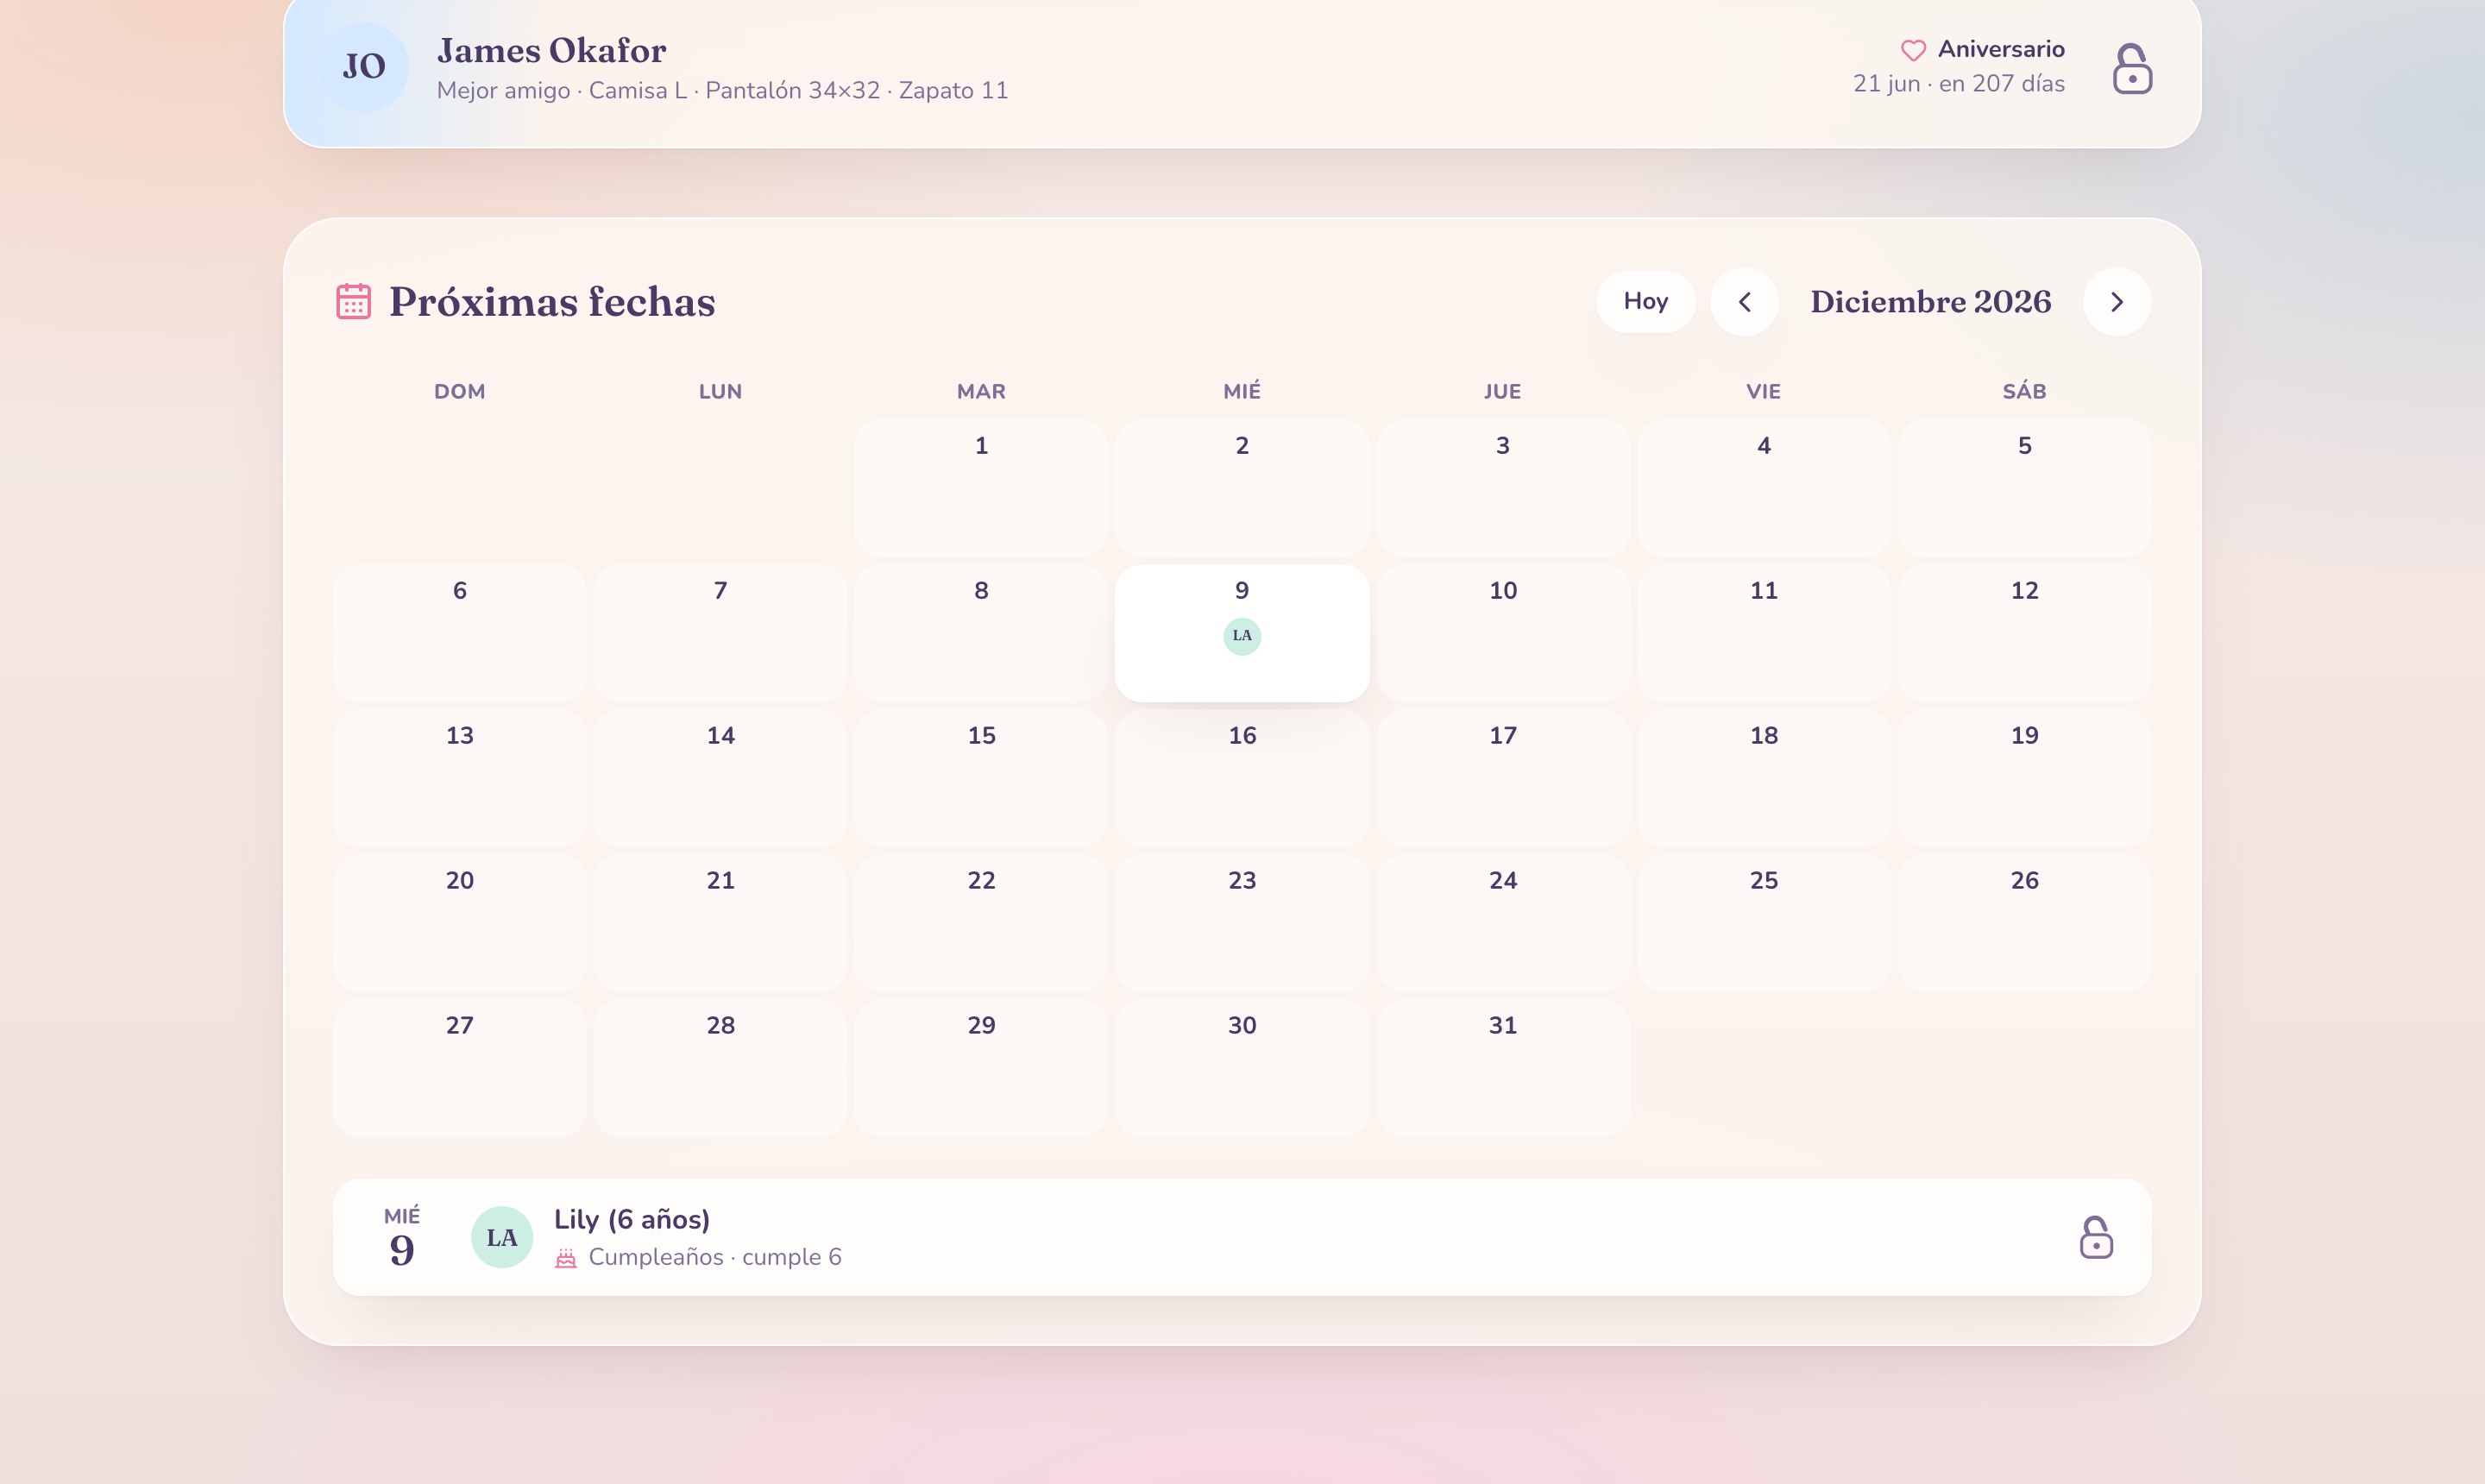 JO
James Okafor
Mejor amigo · Camisa L · Pantalón 34×32 · Zapato 11
Aniversario
21 jun · en 207 días
Próximas fechas
Hoy
Diciembre 2026
DOM LUN MAR MIÉ JUE VIE SÁB
1 2 3 4 5
6 7 8 9 10 11 12
LA
13 14 15 16 17 18 19
20 21 22 23 24 25 26
27 28 29 30 31
MIÉ
9
LA
Lily (6 años)
Cumpleaños · cumple 6